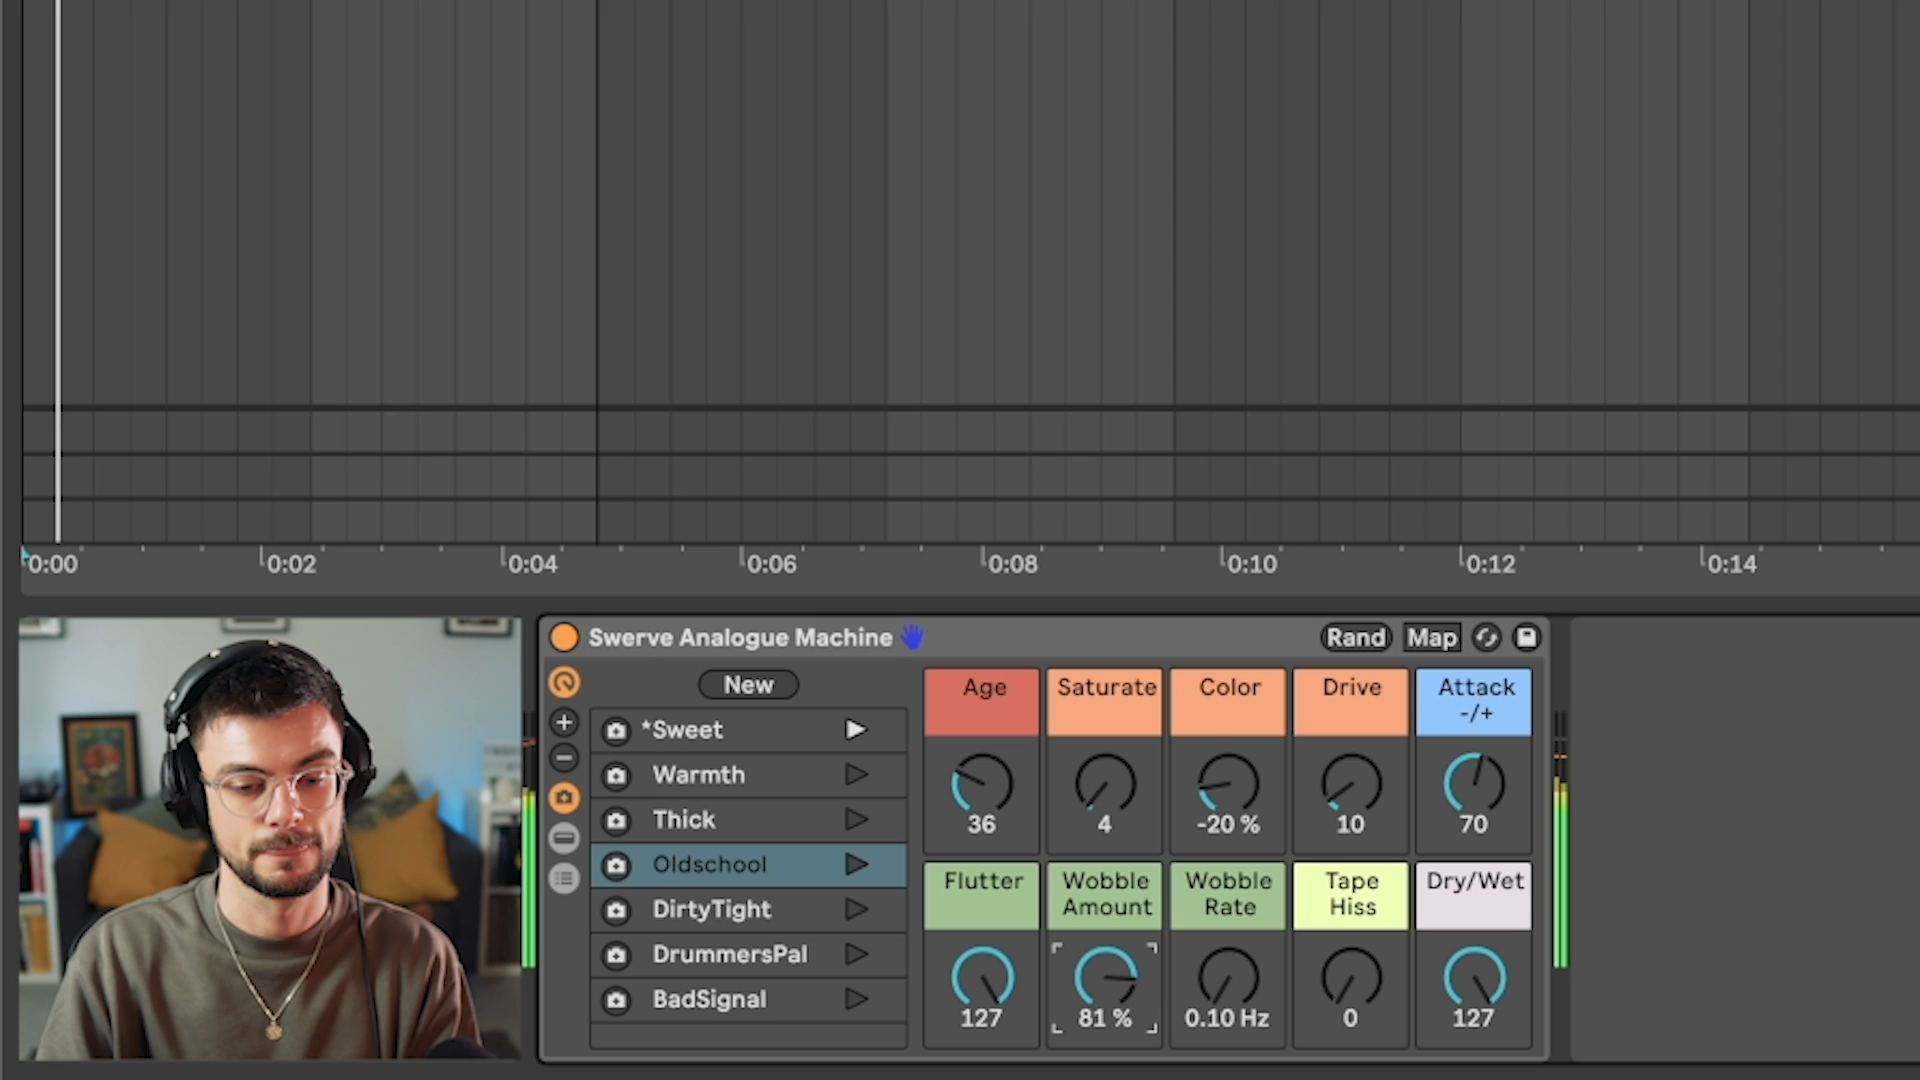 0:00 0:02 0:04 0:06 0:08 0:10 0:12 0:14
Swerve Analogue Machine
Rand Map
New
*Sweet
Warmth
Thick
Oldschool
DirtyTight
DrummersPal
BadSignal
Age Saturate Color Drive Attack
-/+
36 4 -20 % 10 70
Flutter Wobble Wobble Tape Dry/Wet
Amount Rate Hiss
127 81 % 0.10 Hz 0 127